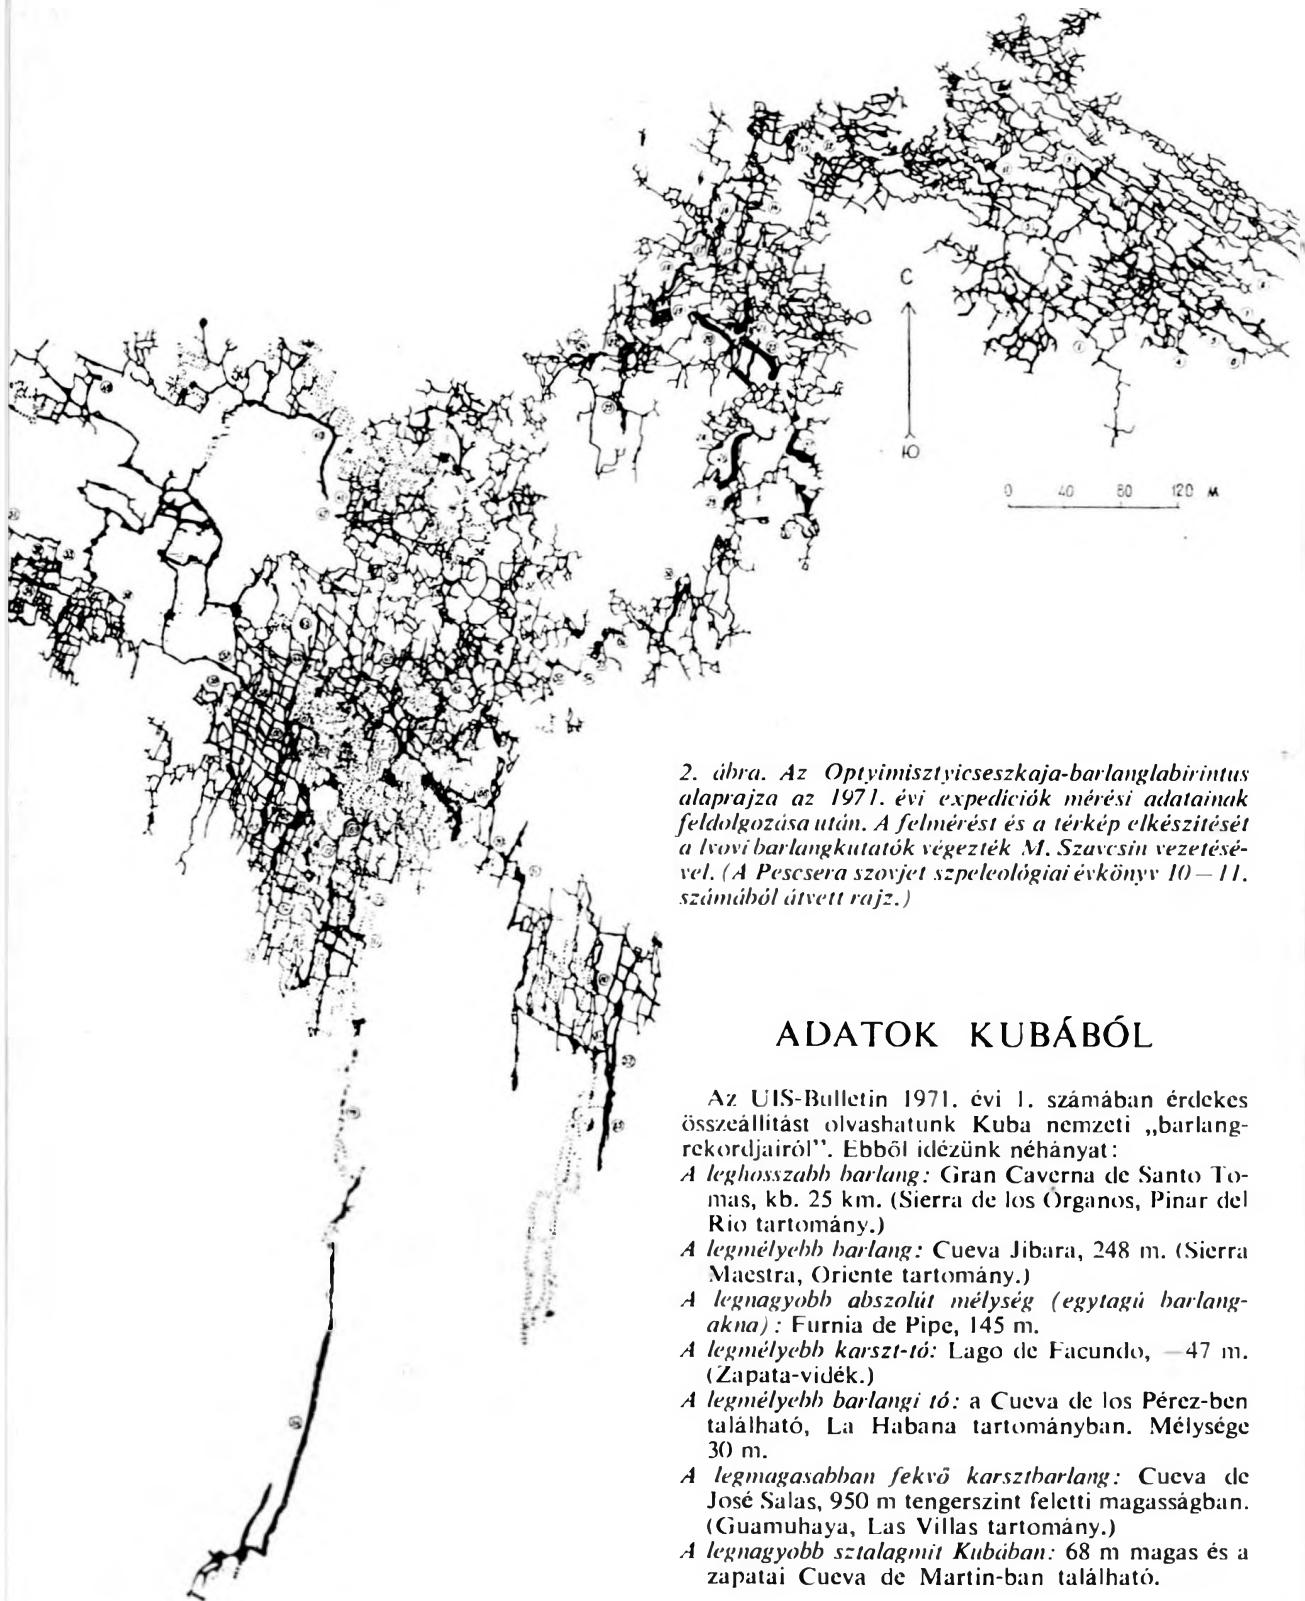 С
Ю
0 40 80 120 м
2. ábra. Az Optyimisztyicseszkaja-barlanglabirintus
alaprajza az 1971. évi expedíciók mérési adatainak
feldolgozása után. A felmérést és a térkép elkészítését
a lvovi barlangkutatók végezték M. Szavcsin vezetésé-
vel. (A Pescsera szovjet szpeleológiai évkönyv 10—11.
számából átvett rajz.)
ADATOK KUBÁBÓL
Az UIS-Bulletin 1971. évi 1. számában érdekes
összeállítást olvashatunk Kuba nemzeti „barlang-
rekordjairól”. Ebből idézünk néhányat:
A leghosszabb barlang: Gran Caverna de Santo To-
mas, kb. 25 km. (Sierra de los Órganos, Pinar del
Rio tartomány.)
A legmélyebb barlang: Cueva Jibara, 248 m. (Sierra
Maestra, Oriente tartomány.)
A legnagyobb abszolút mélység (egytagú barlang-
akna): Furnia de Pipe, 145 m.
A legmélyebb karszt-tó: Lago de Facundo, —47 m.
(Zapata-vidék.)
A legmélyebb barlangi tó: a Cueva de los Pérez-ben
található, La Habana tartományban. Mélysége
30 m.
A legmagasabban fekvő karsztbarlang: Cueva de
José Salas, 950 m tengerszint feletti magasságban.
(Guamuhaya, Las Villas tartomány.)
A legnagyobb sztalagmit Kubában: 68 m magas és a
zapatai Cueva de Martin-ban található.